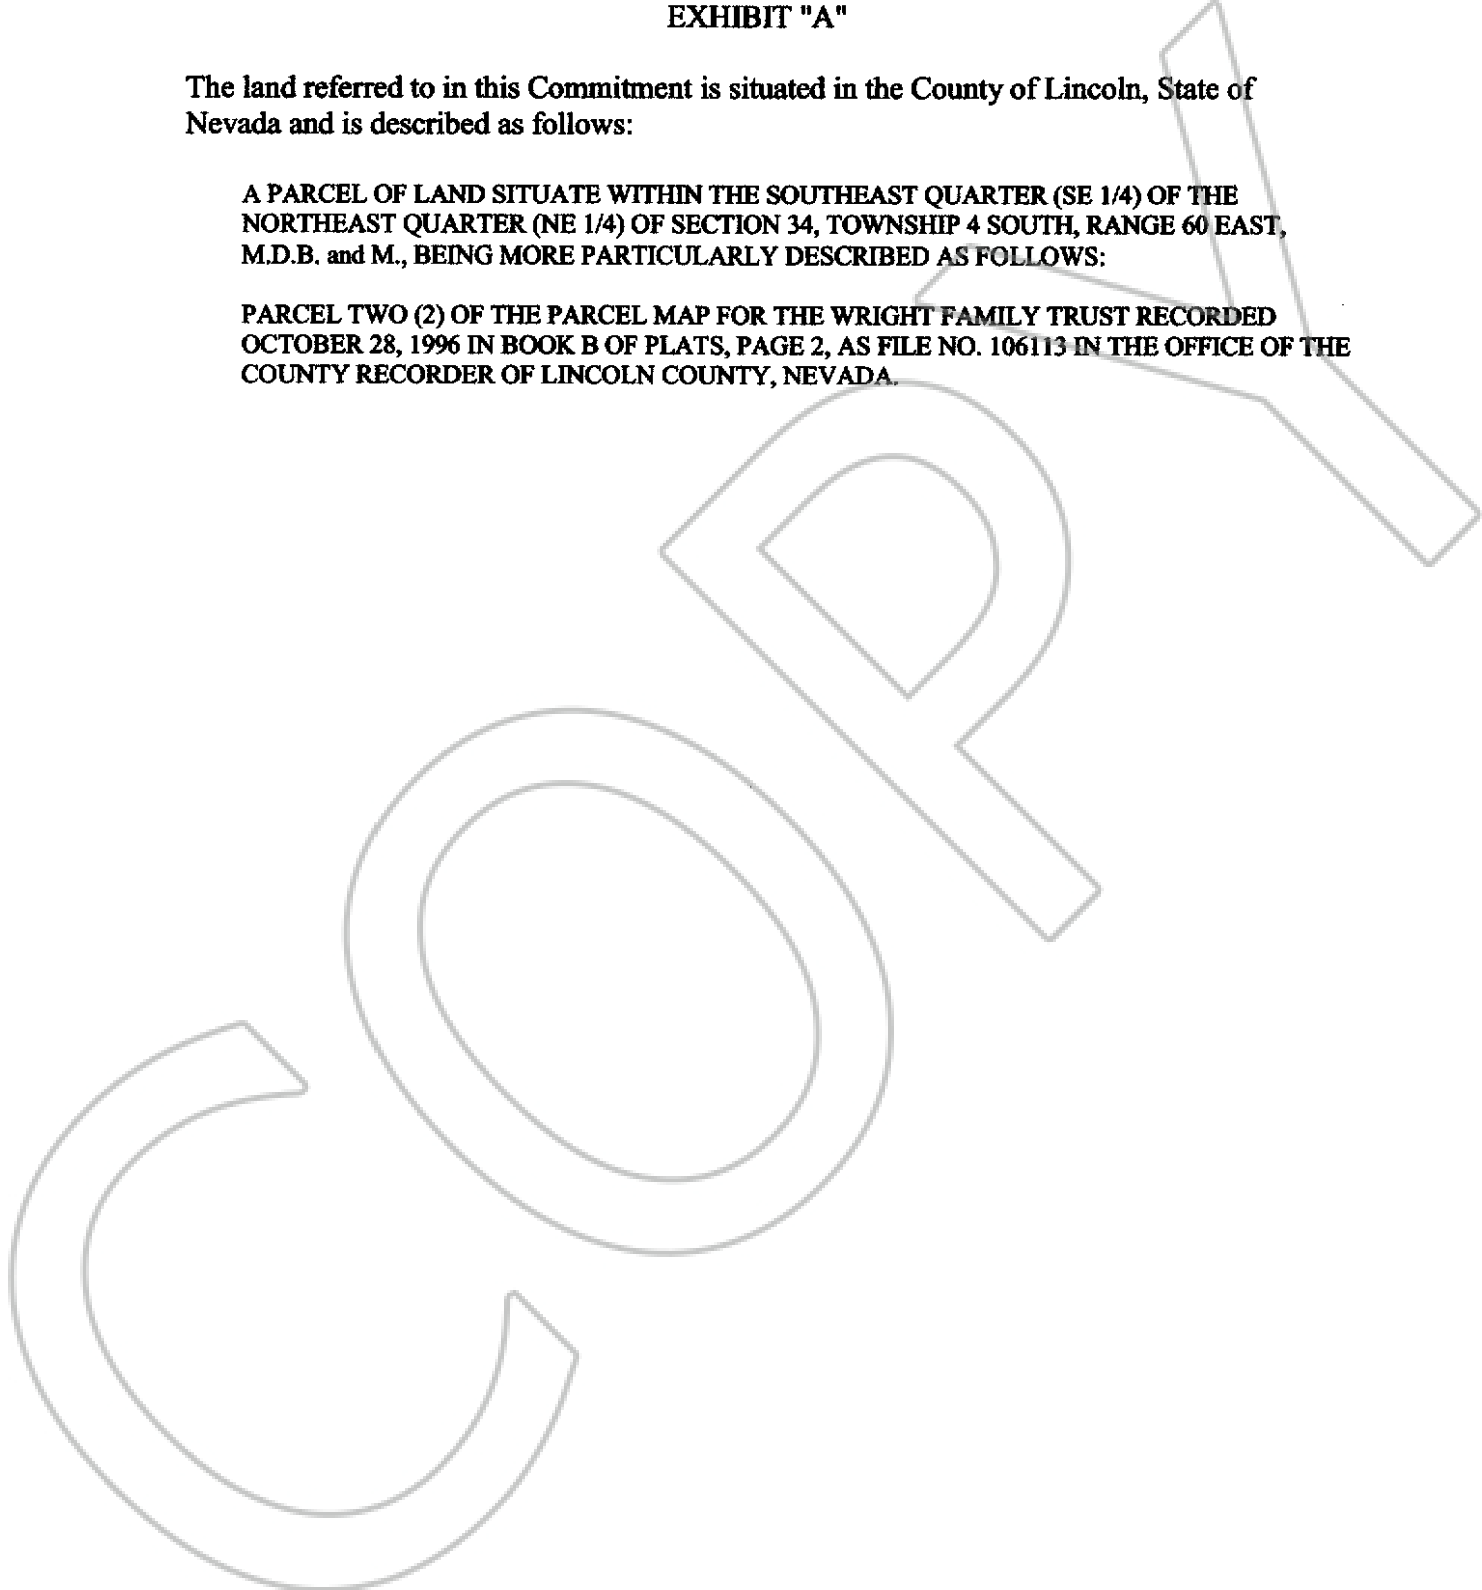 EXHIBIT "A"
The land referred to in this Commitment is situated in the County of Lincoln, State of
Nevada and is described as follows:
A PARCEL OF LAND SITUATE WITHIN THE SOUTHEAST QUARTER (SE 1/4) OF THE
NORTHEAST QUARTER (NE 1/4) OF SECTION 34, TOWNSHIP 4 SOUTH, RANGE 60 EAST,
M.D.B. and M., BEING MORE PARTICULARLY DESCRIBED AS FOLLOWS:
PARCEL TWO (2) OF THE PARCEL MAP FOR THE WRIGHT FAMILY TRUST RECORDED
OCTOBER 28, 1996 IN BOOK B OF PLATS, PAGE 2, AS FILE NO. 106113 IN THE OFFICE OF THE
COUNTY RECORDER OF LINCOLN COUNTY, NEVADA.
COPY